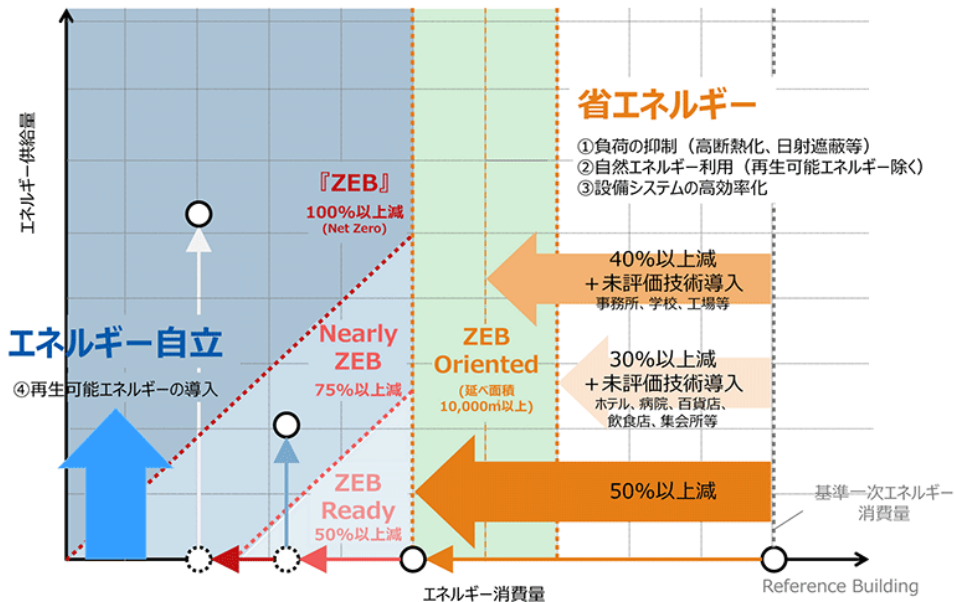 エネルギー供給量
省エネルギー
①負荷の抑制（高断熱化、日射遮蔽等）
②自然エネルギー利用（再生可能エネルギー除く）
③設備システムの高効率化
『ZEB』
100%以上減
(Net Zero)
40%以上減
＋未評価技術導入
事務所、学校、工場等
エネルギー自立
④再生可能エネルギーの導入
Nearly
ZEB
75%以上減
ZEB
Oriented
(延べ面積
10,000㎡以上)
30%以上減
＋未評価技術導入
ホテル、病院、百貨店、
飲食店、集会所等
ZEB
Ready
50%以上減
50%以上減
基準一次エネルギー
消費量
エネルギー消費量
Reference Building